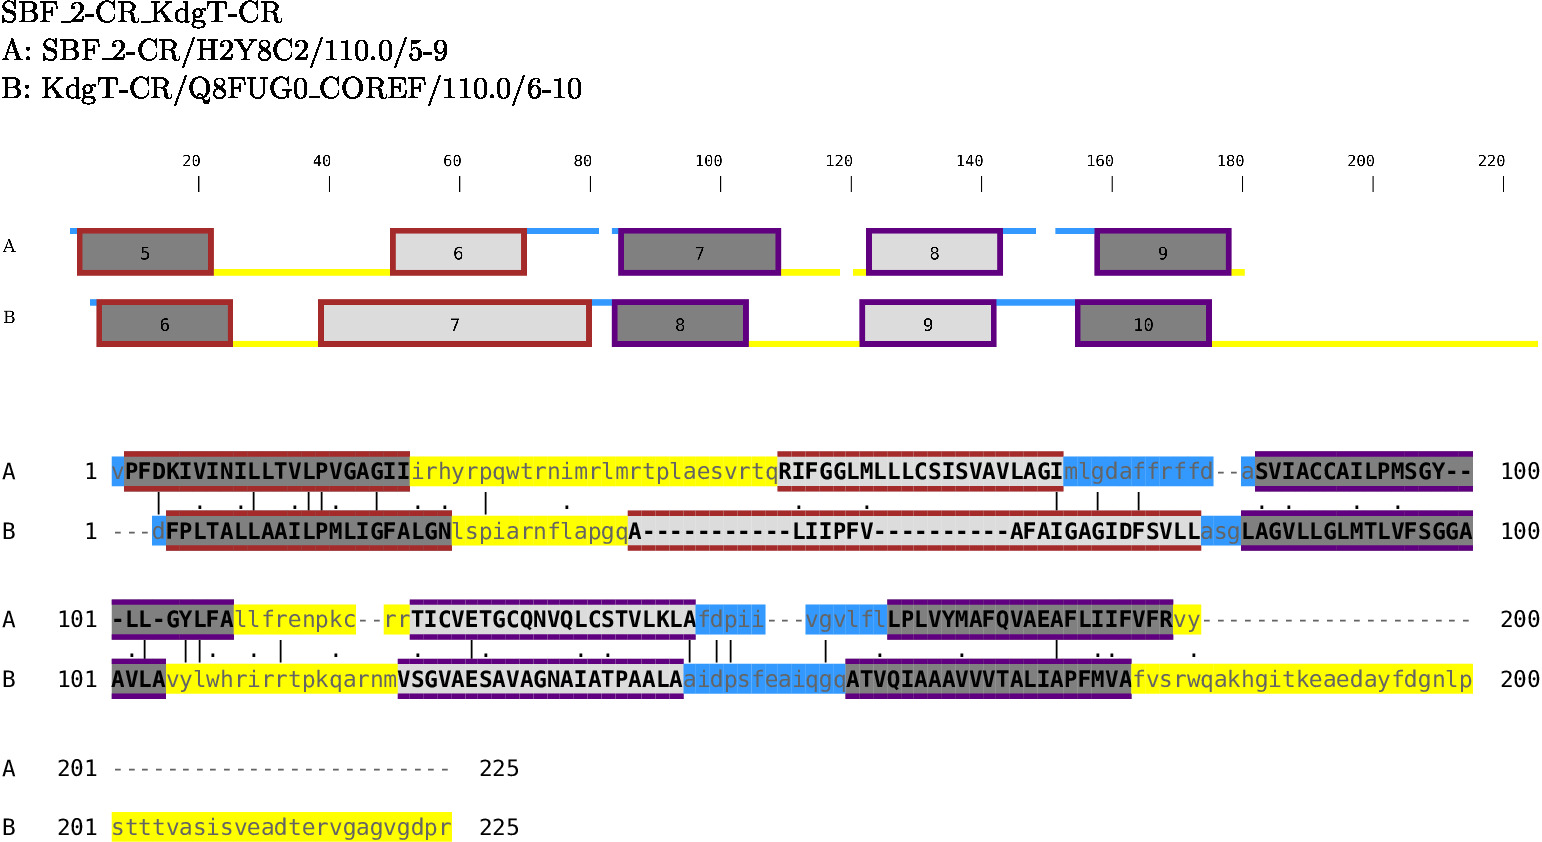 SBF_2-CR_KdgT-CR
A: SBF_2-CR/H2Y8C2/110.0/5-9
B: KdgT-CR/Q8FUG0_COREF/110.0/6-10
20 40 60 80 100 120 140 160 180 200 220
A 5 6 7 8 9
B 6 7 8 9 10
A 1 vPFDKIVINILLTVLPVGAGIIirhyrpqwtrnimrlmrtplaesvrtqRIFGGLMLLLCSISVAVLAGImlgdaffrffd--aSVIACCAILPMSGY-- 100
B 1 ---dFPLTALLAAILPMLIGFALGNlspiarnflapgqA-----------LIIPFV----------AFAIGAGIDFSVLLasgLAGVLLGLMTLVFSGGA 100
A 101 -LL-GYLFAllfrenpkc--rrTICVETGCQNVQLCSTVLKLAfdpii---vgvlflLPLVYMAFQVAEAFLIIFVFRvy-------------------- 200
B 101 AVLAvylwhrirrtpkqarnmVSGVAESAVAGNAIATPAALAaidpsfeaiqgqATVQIAAAVVVTALIAPFMVAfvsrwqakhgitkeaedayfdgnlp 200
A 201 ------------------------- 225
B 201 stttvasisveadtervgagvgdpr 225